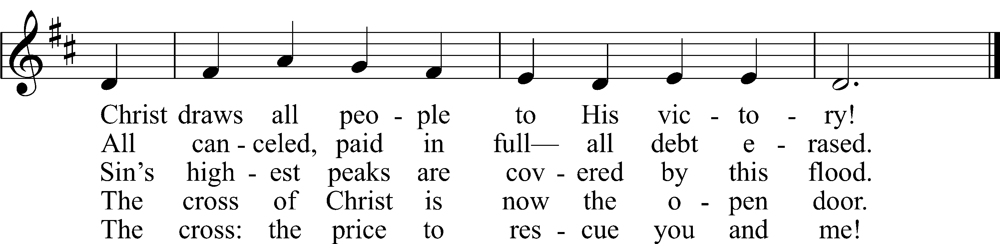 Christ draws all peo - ple to His vic - to - ry!
All can - celed, paid in full— all debt e - rased.
Sin’s high - est peaks are cov - ered by this flood.
The cross of Christ is now the o - pen door.
The cross: the price to res - cue you and me!